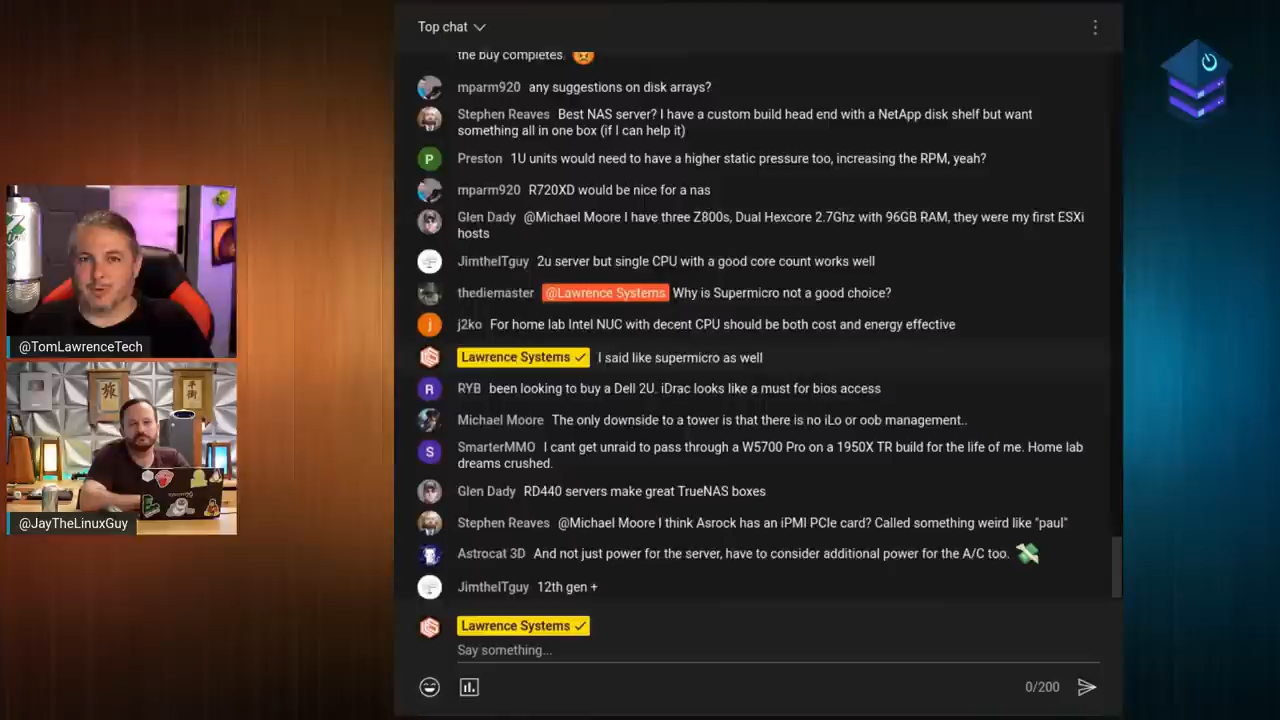 Top chat
the buy completes.
mparm920 any suggestions on disk arrays?
Stephen Reaves Best NAS server? I have a custom build head end with a NetApp disk shelf but want
something all in one box (if I can help it)
P Preston 1U units would need to have a higher static pressure too, increasing the RPM, yeah?
mparm920 R720XD would be nice for a nas
Glen Dady @Michael Moore I have three Z800s, Dual Hexcore 2.7Ghz with 96GB RAM, they were my first ESXi
hosts
JimtheITguy 2u server but single CPU with a good core count works well
thediemaster @Lawrence Systems Why is Supermicro not a good choice?
j j2ko For home lab Intel NUC with decent CPU should be both cost and energy effective
Lawrence Systems I said like supermicro as well
R RYB been looking to buy a Dell 2U. iDrac looks like a must for bios access
Michael Moore The only downside to a tower is that there is no iLo or oob management..
S SmarterMMO I cant get unraid to pass through a W5700 Pro on a 1950X TR build for the life of me. Home lab
dreams crushed.
Glen Dady RD440 servers make great TrueNAS boxes
Stephen Reaves @Michael Moore I think Asrock has an iPMI PCIe card? Called something weird like "paul"
Astrocat 3D And not just power for the server, have to consider additional power for the A/C too.
JimtheITguy 12th gen +
Lawrence Systems
Say something...
0/200
@TomLawrenceTech
旅
平
@JayTheLinuxGuy